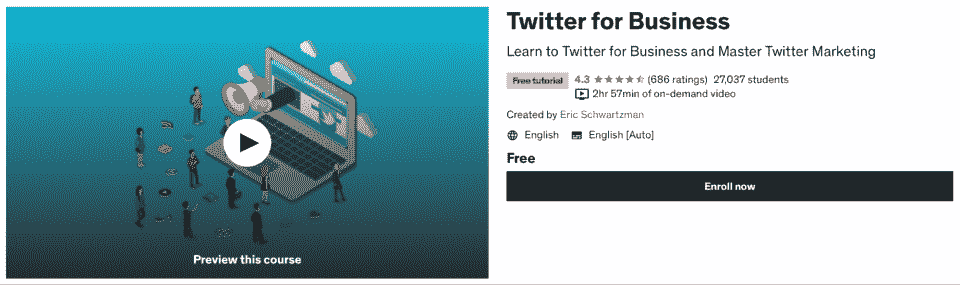 Twitter for Business
Learn to Twitter for Business and Master Twitter Marketing
Free tutorial 4.3 (686 ratings) 27,037 students
2hr 57min of on-demand video
Created by Eric Schwartzman
English English [Auto]
Free
Enroll now
Preview this course